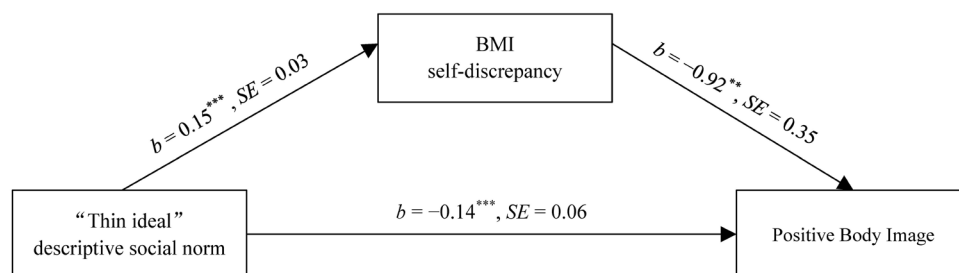 BMI
self-discrepancy
b = 0.15***, SE = 0.03
b = −0.92**, SE = 0.35
“Thin ideal”
descriptive social norm
b = −0.14***, SE = 0.06
Positive Body Image